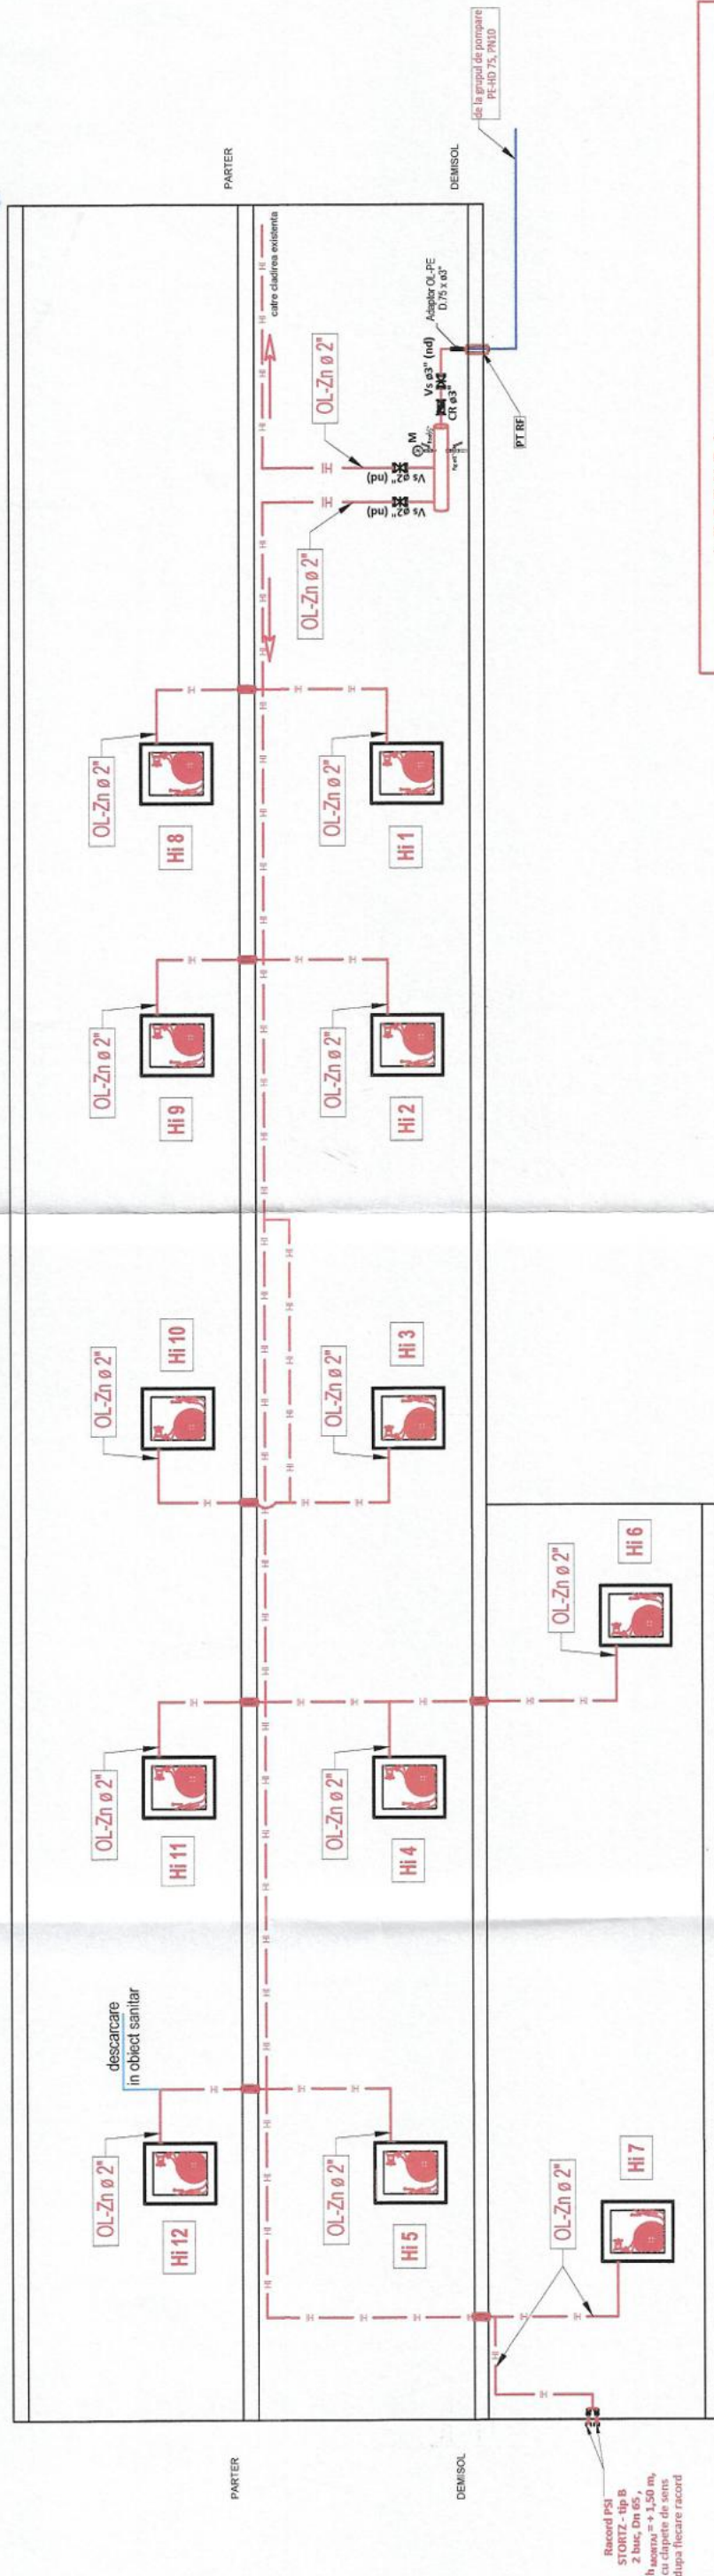 PARTER
descarcare
in obiect sanitar
OL-Zn ø 2"
Hi 12
OL-Zn ø 2"
Hi 11
OL-Zn ø 2"
Hi 10
OL-Zn ø 2"
Hi 9
OL-Zn ø 2"
Hi 8
PARTER
catre cladirea existenta
DEMISOL
OL-Zn ø 2"
Hi 5
OL-Zn ø 2"
Hi 4
OL-Zn ø 2"
Hi 3
OL-Zn ø 2"
Hi 2
OL-Zn ø 2"
Hi 1
OL-Zn ø 2"
OL-Zn ø 2"
Vs ø2"
(nd)
Vs ø2"
(nd)
M
CR ø3"
Vs ø3" (nd)
Adaptor OL-PE
D.75 x ø3"
DEMISOL
PT RF
de la grupul de pompare
PE-HD 75, PN10
Racord PSI
STORTZ - tip B
2 buc, Dn 65 ,
hMONTAJ = + 1,50 m,
cu clapete de sens
dupa fiecare racord
OL-Zn ø 2"
Hi 7
OL-Zn ø 2"
Hi 6